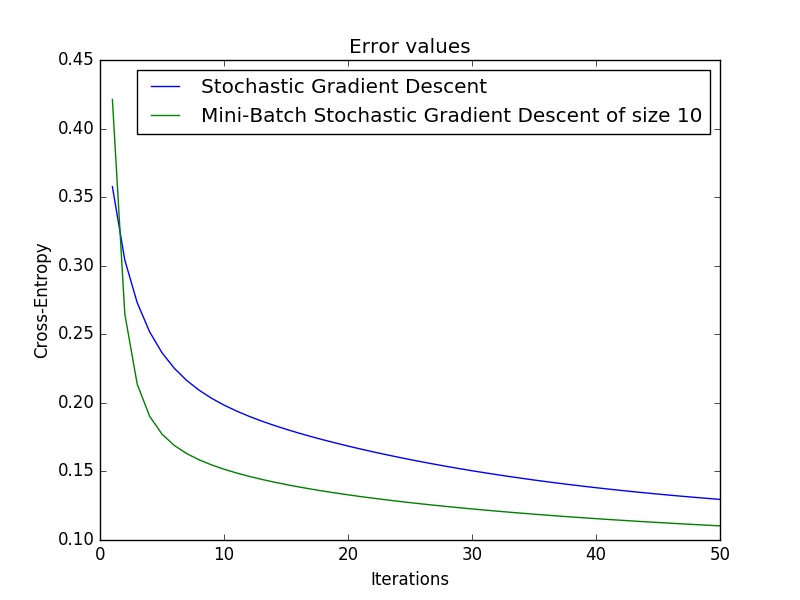 Error values
Stochastic Gradient Descent
Mini-Batch Stochastic Gradient Descent of size 10
0.45
0.40
0.35
0.30
0.25
0.20
0.15
0.10
Cross-Entropy
0 10 20 30 40 50
Iterations